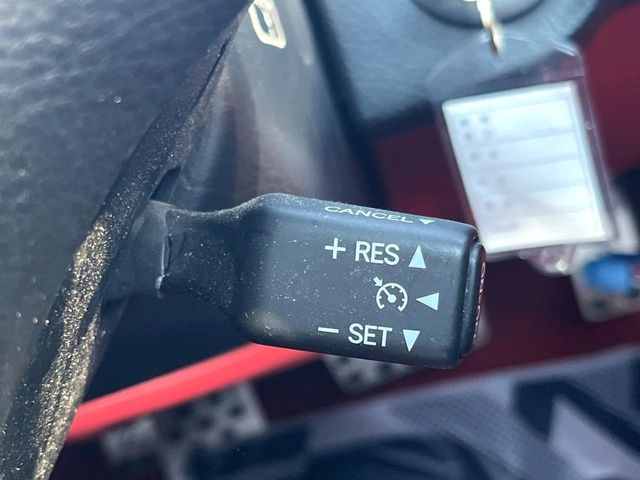 CANCEL ▼
+ RES ▲
◄
− SET ▼